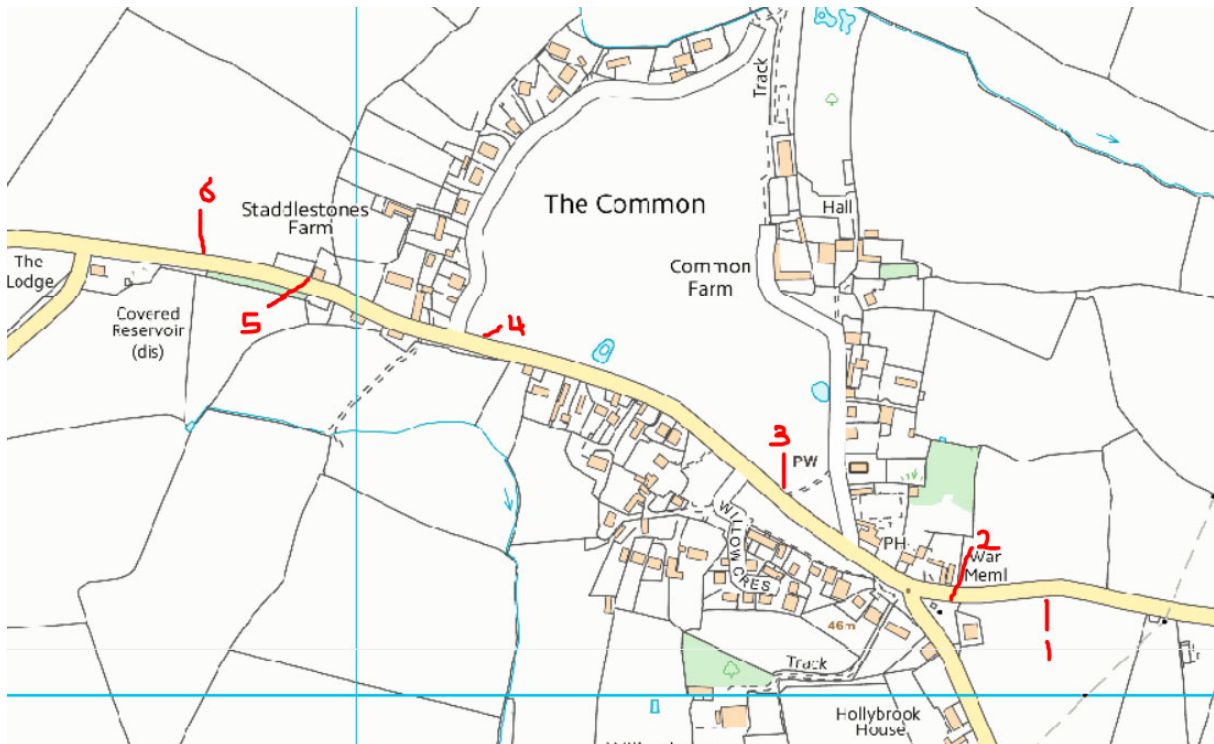 Track
The Common
Hall
6
Staddlestones
Farm
The
Lodge
Covered
Reservoir
(dis)
5
4
Common
Farm
3
PW
WILLOW CRES
PH
2
War
Meml
1
46m
Track
Hollybrook
House